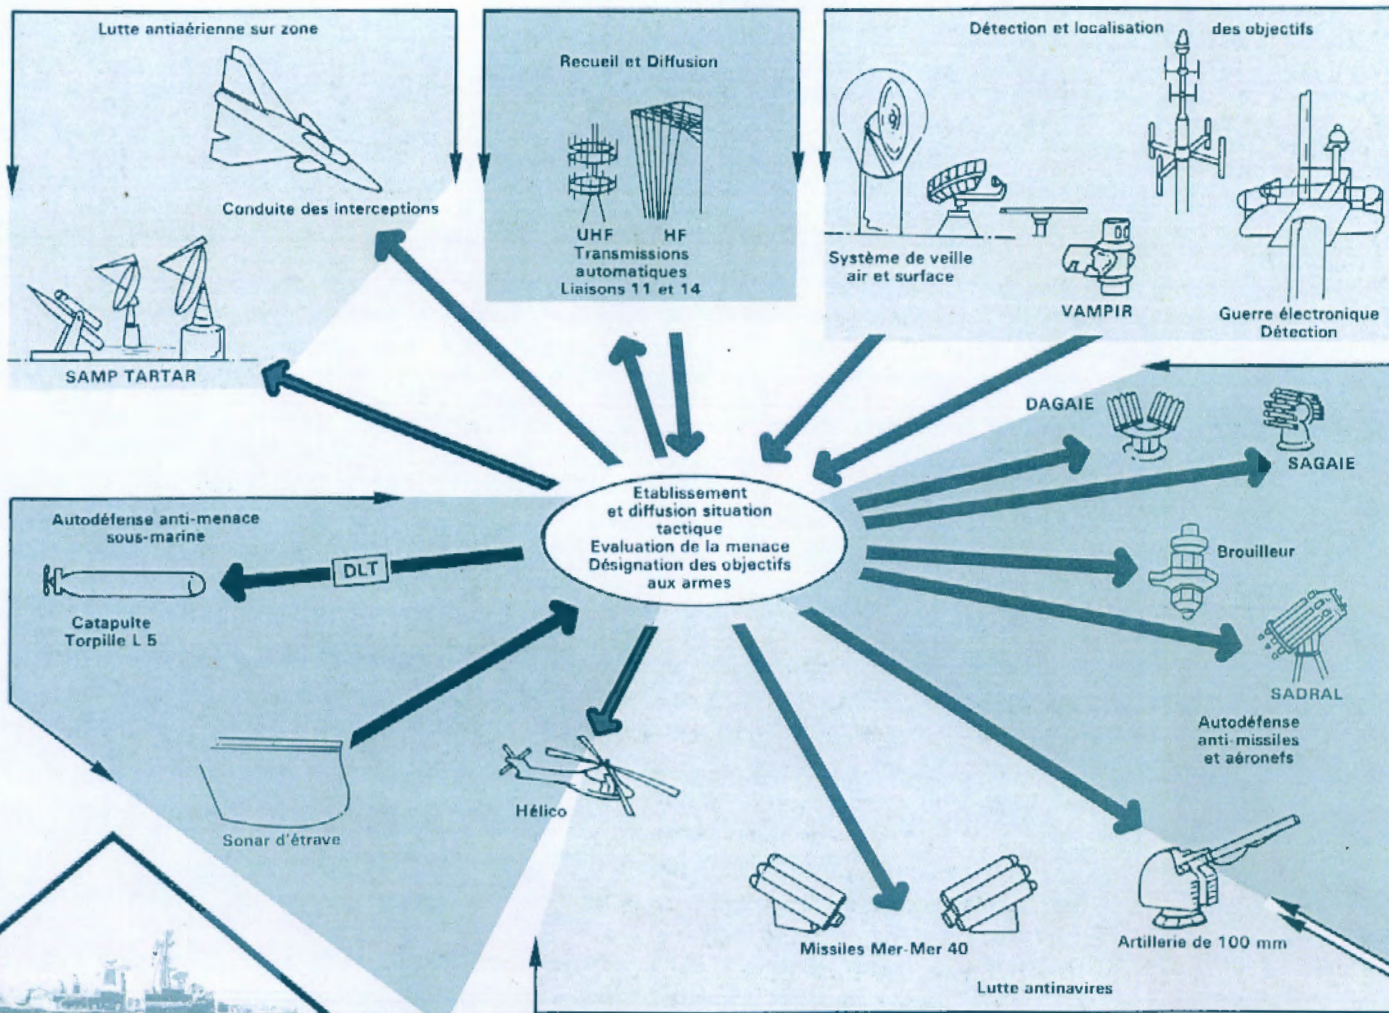 Lutte antiaérienne sur zone
Conduite des interceptions
SAMP TARTAR
Recueil et Diffusion
UHF HF
Transmissions
automatiques
Liaisons 11 et 14
Détection et localisation des objectifs
Système de veille
air et surface
VAMPIR
Guerre électronique
Détection
DAGAIE
SAGAIE
Brouilleur
SADRAL
Autodéfense
anti-missiles
et aéronefs
Etablissement
et diffusion situation
tactique
Evaluation de la menace
Désignation des objectifs
aux armes
Autodéfense anti-menace
sous-marine
DLT
Catapulte
Torpille L 5
Sonar d'étrave
Hélico
Missiles Mer-Mer 40
Artillerie de 100 mm
Lutte antinavires